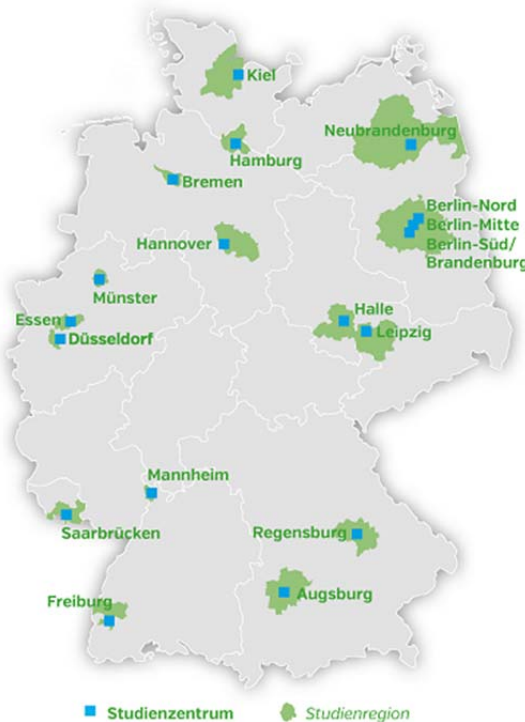 Kiel
Neubrandenburg
Hamburg
Bremen
Berlin-Nord
Berlin-Mitte
Berlin-Süd/
Brandenburg
Hannover
Münster
Halle
Essen
Leipzig
Düsseldorf
Mannheim
Saarbrücken
Regensburg
Augsburg
Freiburg
Studienzentrum
Studienregion